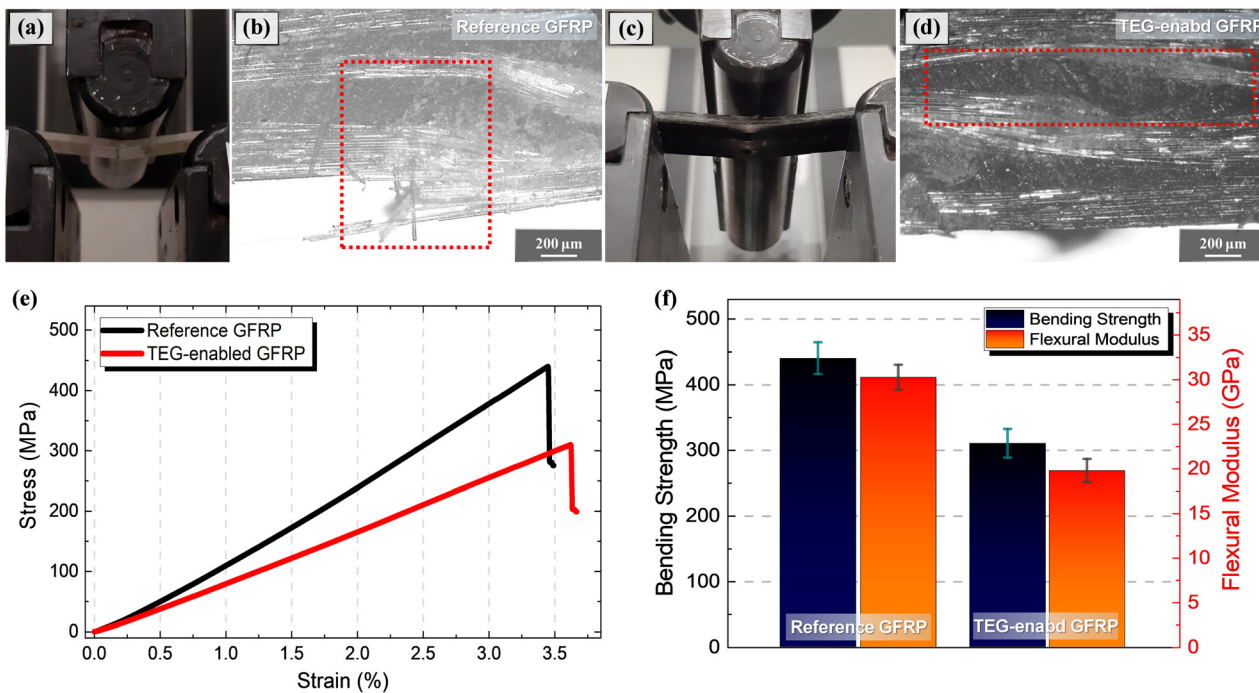 (a)
(b)
Reference GFRP
200 μm
(c)
(d)
TEG-enabd GFRP
200 μm
(e)
Reference GFRP
TEG-enabled GFRP
500
400
300
200
100
0
Stress (MPa)
0.0 0.5 1.0 1.5 2.0 2.5 3.0 3.5
Strain (%)
(f)
Bending Strength
Flexural Modulus
500
400
300
200
100
0
Bending Strength (MPa)
35
30
25
20
15
10
5
0
Flexural Modulus (GPa)
Reference GFRP
TEG-enabd GFRP